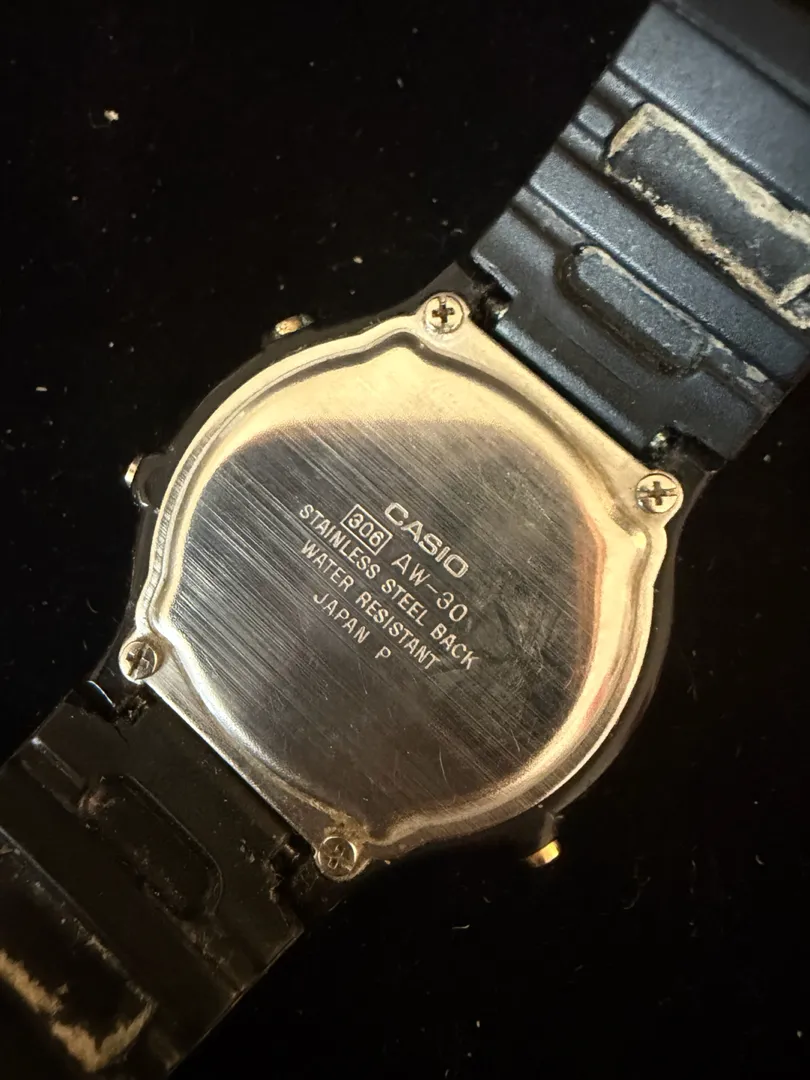 CASIO
306 AW-30
STAINLESS STEEL BACK
WATER RESISTANT
JAPAN P